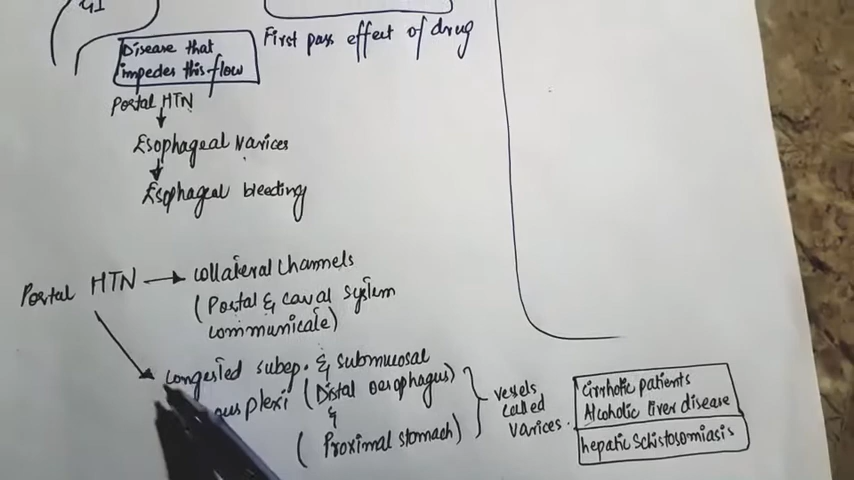 GI
First pass effect of drug
Disease that
impedes this flow
Portal HTN
Esophageal Varices
Esophageal bleeding
Portal HTN → collateral channels
(Portal & caval system
communicate)
congested subep. & submucosal
plexi (Distal oesophagus)
&
(Proximal stomach)
vessels
called
varices.
cirrhotic patients
Alcoholic liver disease
hepatic schistosomiasis